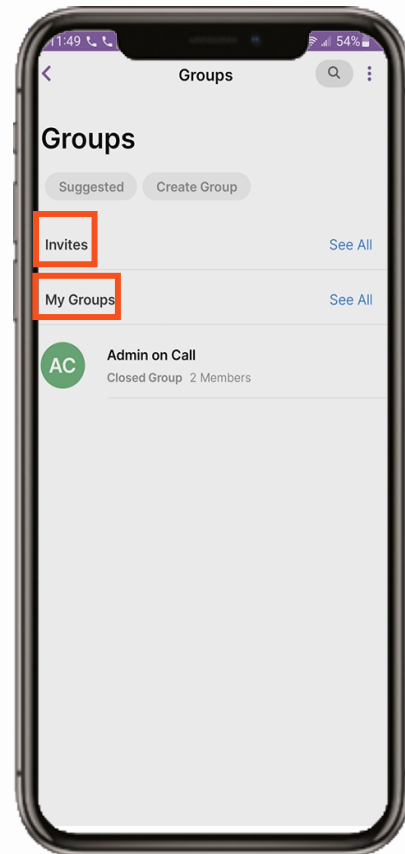 11:49 54%
Groups
Groups
Suggested Create Group
Invites See All
My Groups See All
AC Admin on Call
Closed Group 2 Members